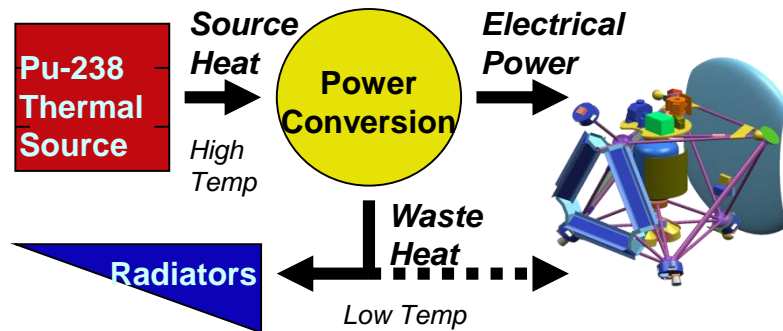 Pu-238
Thermal
Source
Source
Heat
High
Temp
Power
Conversion
Electrical
Power
Waste
Heat
Radiators
Low Temp